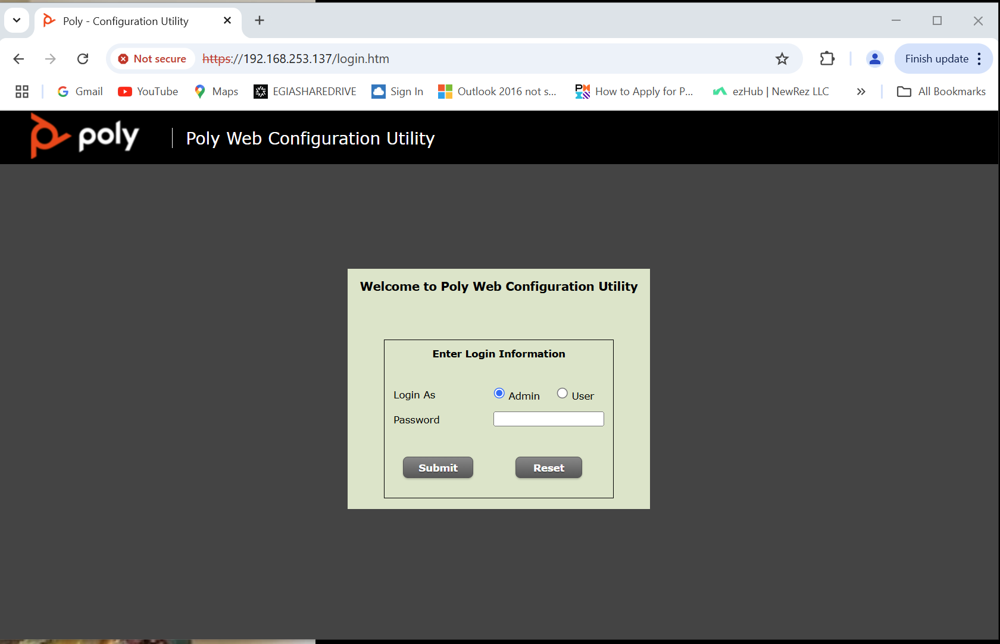 Poly - Configuration Utility
Not secure https://192.168.253.137/login.htm Finish update
Gmail YouTube Maps EGIASHAREDRIVE Sign In Outlook 2016 not s... How to Apply for P... ezHub | NewRez LLC All Bookmarks
poly Poly Web Configuration Utility
Welcome to Poly Web Configuration Utility
Enter Login Information
Login As Admin User
Password
Submit Reset